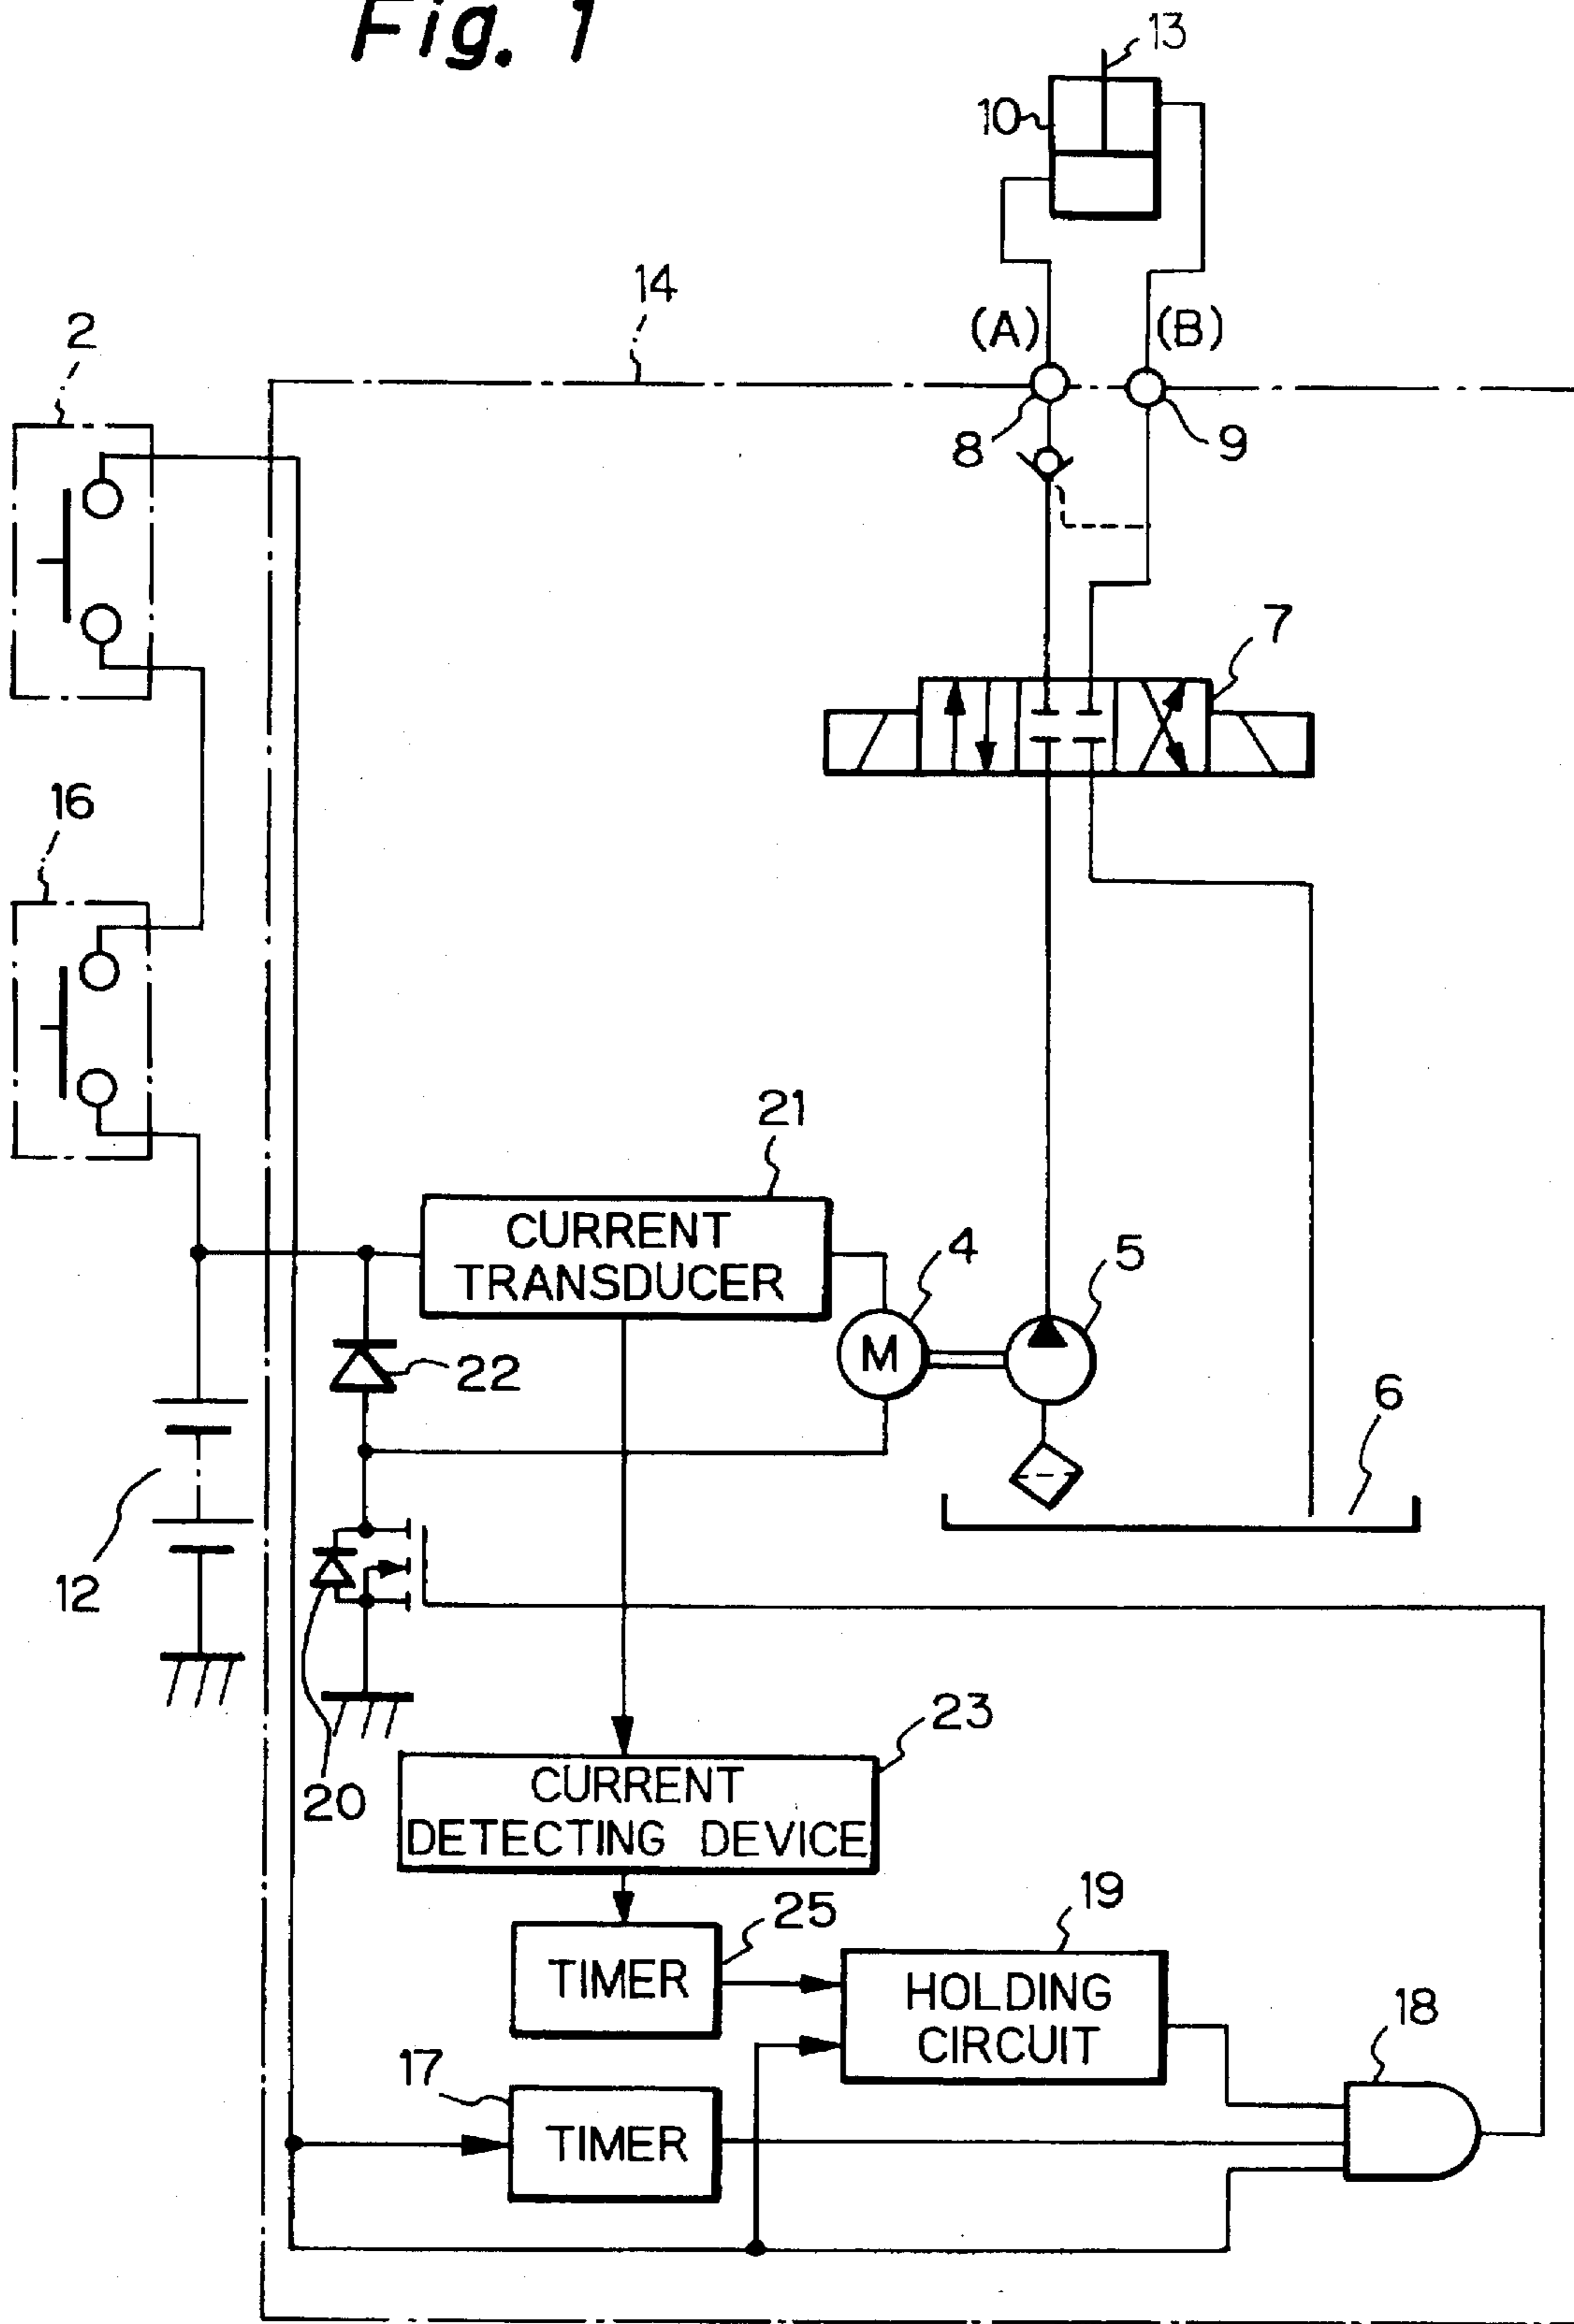 Fig. 1
13
10
14
(A)
(B)
2
8
9
7
16
21
CURRENT
TRANSDUCER
4
5
M
22
6
12
23
20
CURRENT
DETECTING DEVICE
25
19
TIMER
HOLDING
CIRCUIT
18
17
TIMER